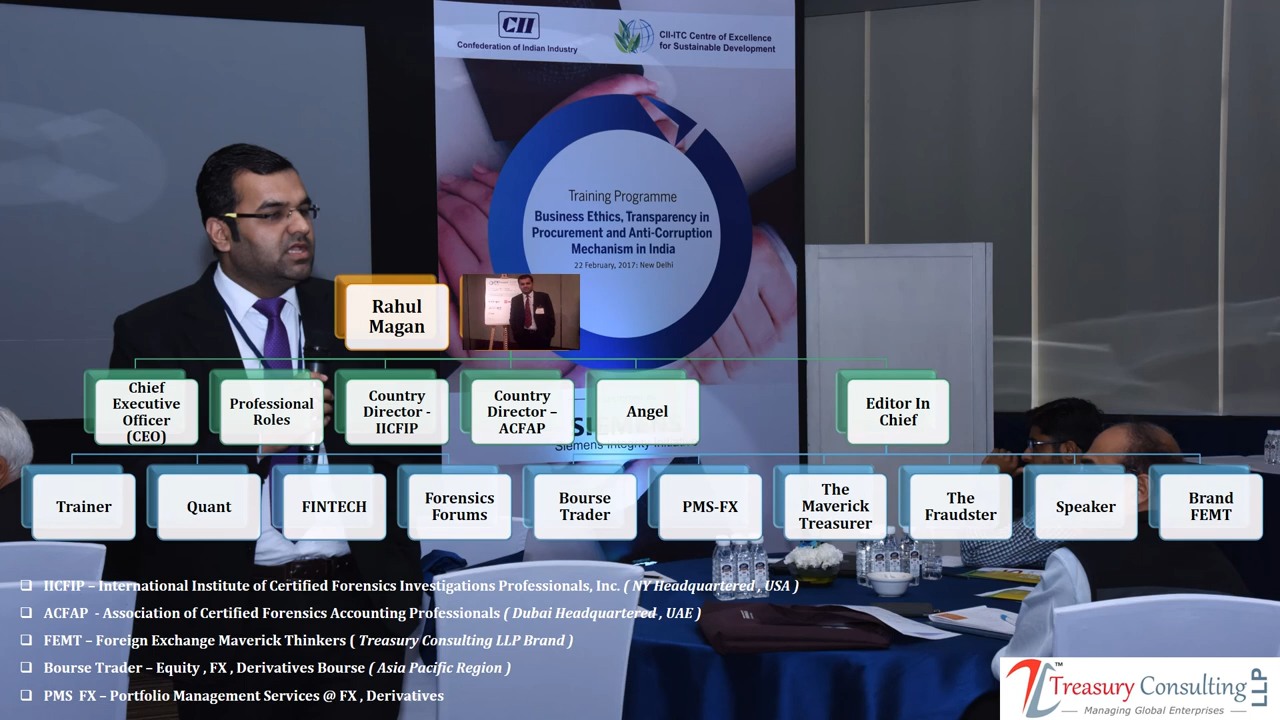 CII
Confederation of Indian Industry
CII-ITC Centre of Excellence
for Sustainable Development
Training Programme
Business Ethics, Transparency in
Procurement and Anti-Corruption
Mechanism in India
22 February, 2017: New Delhi
Rahul
Magan
Chief
Executive
Officer
(CEO)
Professional
Roles
Country
Director -
IICFIP
Country
Director –
ACFAP
Angel
Editor In
Chief
SIEMENS
Siemens Integrity
Trainer
Quant
FINTECH
Forensics
Forums
Bourse
Trader
PMS-FX
The
Maverick
Treasurer
The
Fraudster
Speaker
Brand
FEMT
❑ IICFIP – International Institute of Certified Forensics Investigations Professionals, Inc. ( NY Headquartered , USA )
❑ ACFAP - Association of Certified Forensics Accounting Professionals ( Dubai Headquartered , UAE )
❑ FEMT – Foreign Exchange Maverick Thinkers ( Treasury Consulting LLP Brand )
❑ Bourse Trader – Equity , FX , Derivatives Bourse ( Asia Pacific Region )
❑ PMS FX – Portfolio Management Services @ FX , Derivatives
TC ™
Treasury Consulting LLP
Managing Global Enterprises